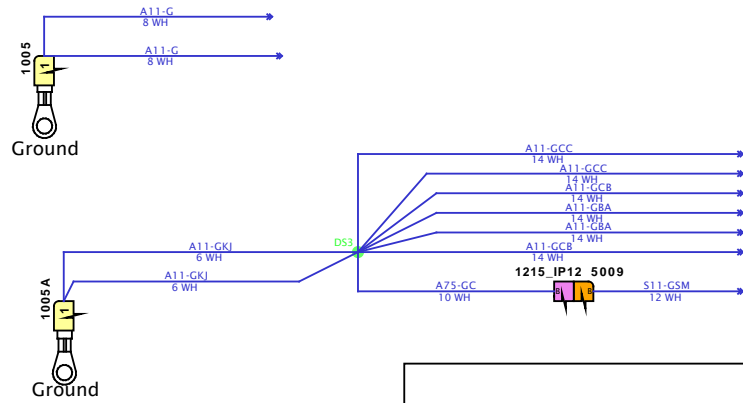 A11-G
8 WH
A11-G
8 WH
1005
1
Ground
A11-GCC
14 WH
A11-GCC
14 WH
A11-GCB
14 WH
A11-GBA
14 WH
A11-GBA
14 WH
DS3
A11-GKJ
6 WH
A11-GCB
14 WH
A11-GKJ
6 WH
1215_IP12 5009
A75-GC
10 WH
B
B
S11-GSM
12 WH
1005A
1
Ground